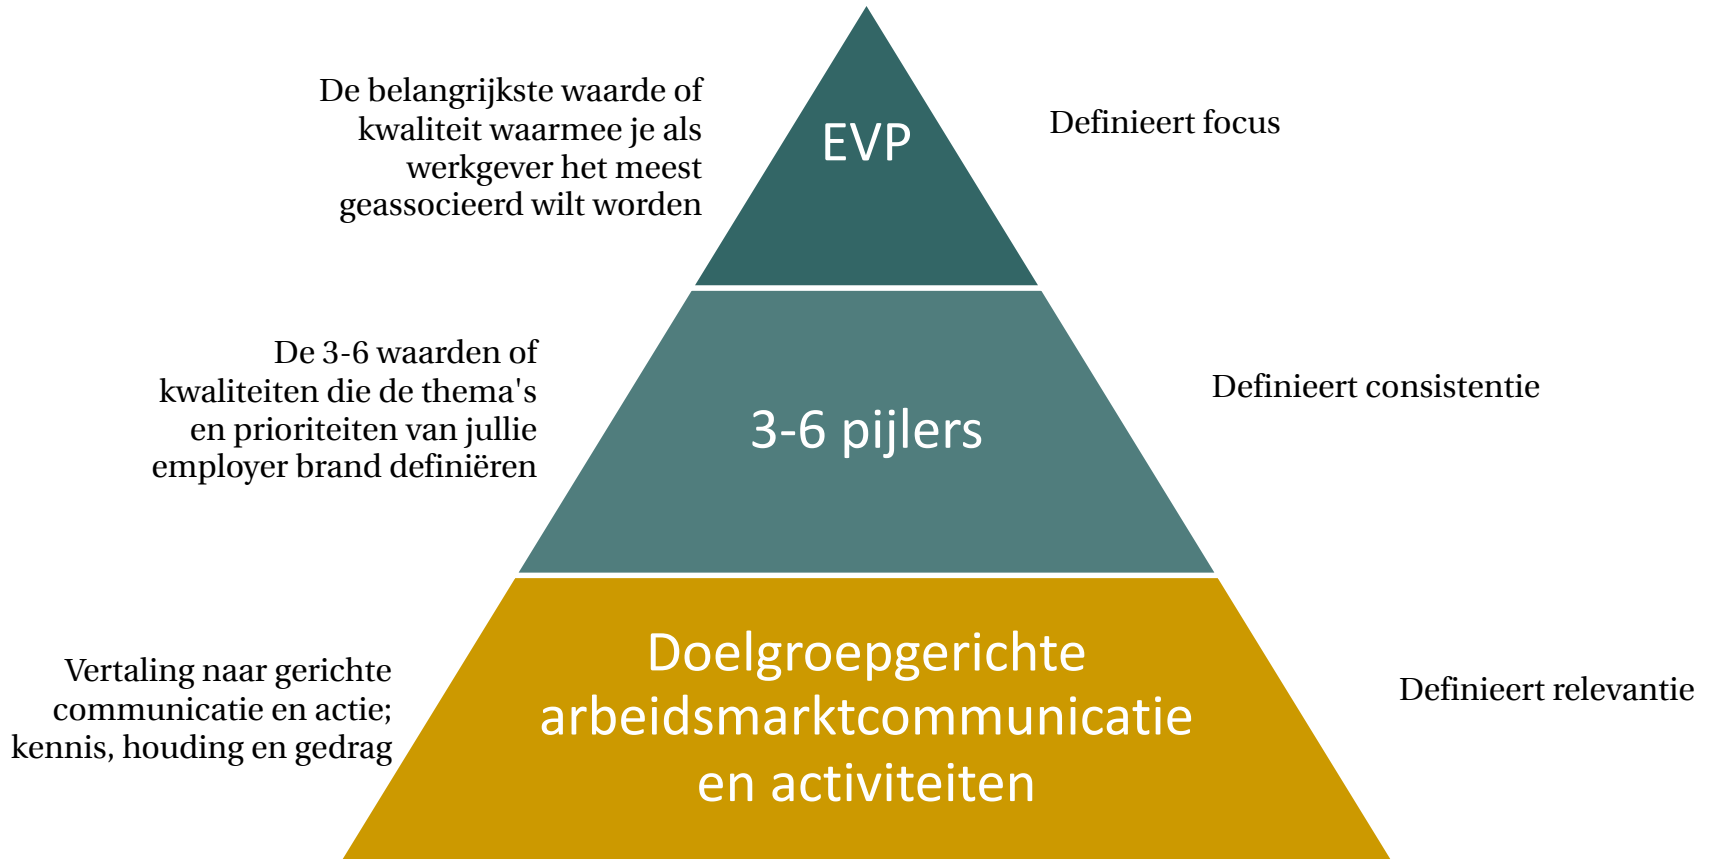 De belangrijkste waarde of
kwaliteit waarmee je als
werkgever het meest
geassocieerd wilt worden
EVP
Definieert focus
De 3-6 waarden of
kwaliteiten die de thema's
en prioriteiten van jullie
employer brand definiëren
3-6 pijlers
Definieert consistentie
Vertaling naar gerichte
communicatie en actie;
kennis, houding en gedrag
Doelgroepgerichte
arbeidsmarktcommunicatie
en activiteiten
Definieert relevantie